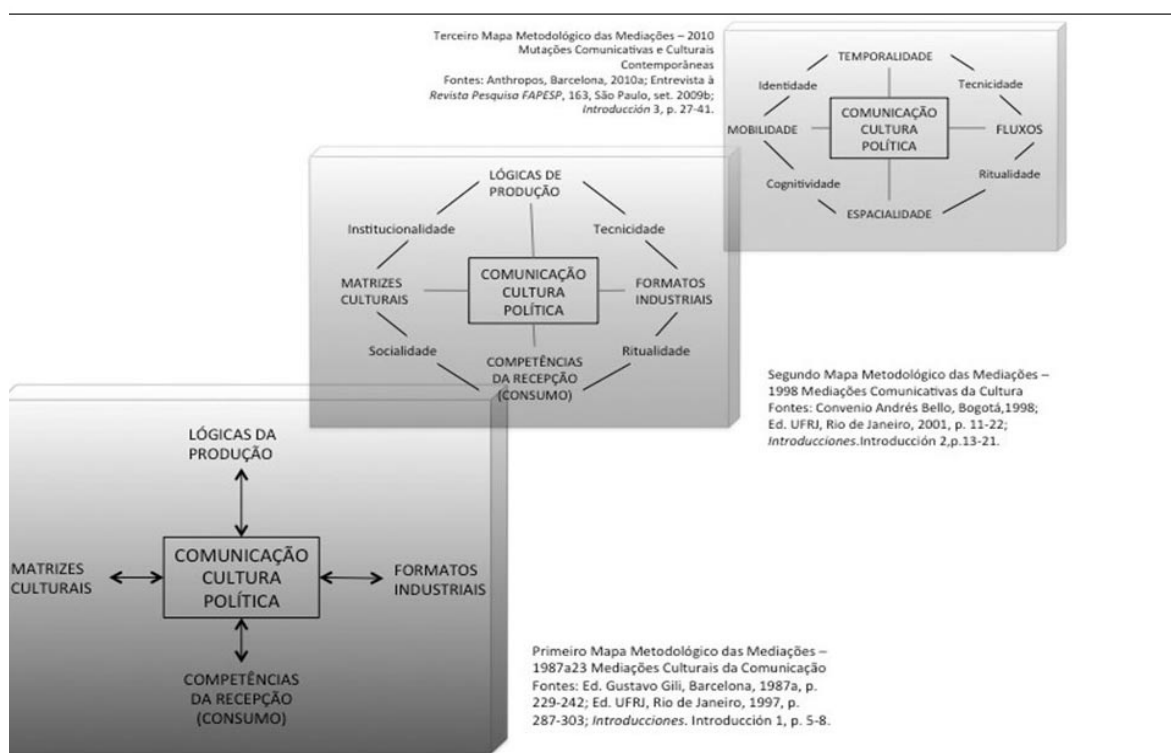 Terceiro Mapa Metodológico das Mediações – 2010
Mutações Comunicativas e Culturais
Contemporâneas
Fontes: Anthropos, Barcelona, 2010a; Entrevista à
Revista Pesquisa FAPESP, 163, São Paulo, set. 2009b;
Introducción 3, p. 27-41.
TEMPORALIDADE
Identidade
Tecnicidade
MOBILIDADE
COMUNICAÇÃO
CULTURA
POLÍTICA
FLUXOS
Cognitividade
Ritualidade
ESPACIALIDADE
LÓGICAS DE
PRODUÇÃO
Institucionalidade
Tecnicidade
MATRIZES
CULTURAIS
COMUNICAÇÃO
CULTURA
POLÍTICA
FORMATOS
INDUSTRIAIS
Socialidade
Ritualidade
COMPETÊNCIAS
DA RECEPÇÃO
(CONSUMO)
Segundo Mapa Metodológico das Mediações –
1998 Mediações Comunicativas da Cultura
Fontes: Convenio Andrés Bello, Bogotá,1998;
Ed. UFRJ, Rio de Janeiro, 2001, p. 11-22;
Introducciones.Introducción 2,p.13-21.
LÓGICAS DA
PRODUÇÃO
MATRIZES
CULTURAIS
COMUNICAÇÃO
CULTURA
POLÍTICA
FORMATOS
INDUSTRIAIS
COMPETÊNCIAS
DA RECEPÇÃO
(CONSUMO)
Primeiro Mapa Metodológico das Mediações –
1987a23 Mediações Culturais da Comunicação
Fontes: Ed. Gustavo Gili, Barcelona, 1987a, p.
229-242; Ed. UFRJ, Rio de Janeiro, 1997, p.
287-303; Introducciones. Introducción 1, p. 5-8.